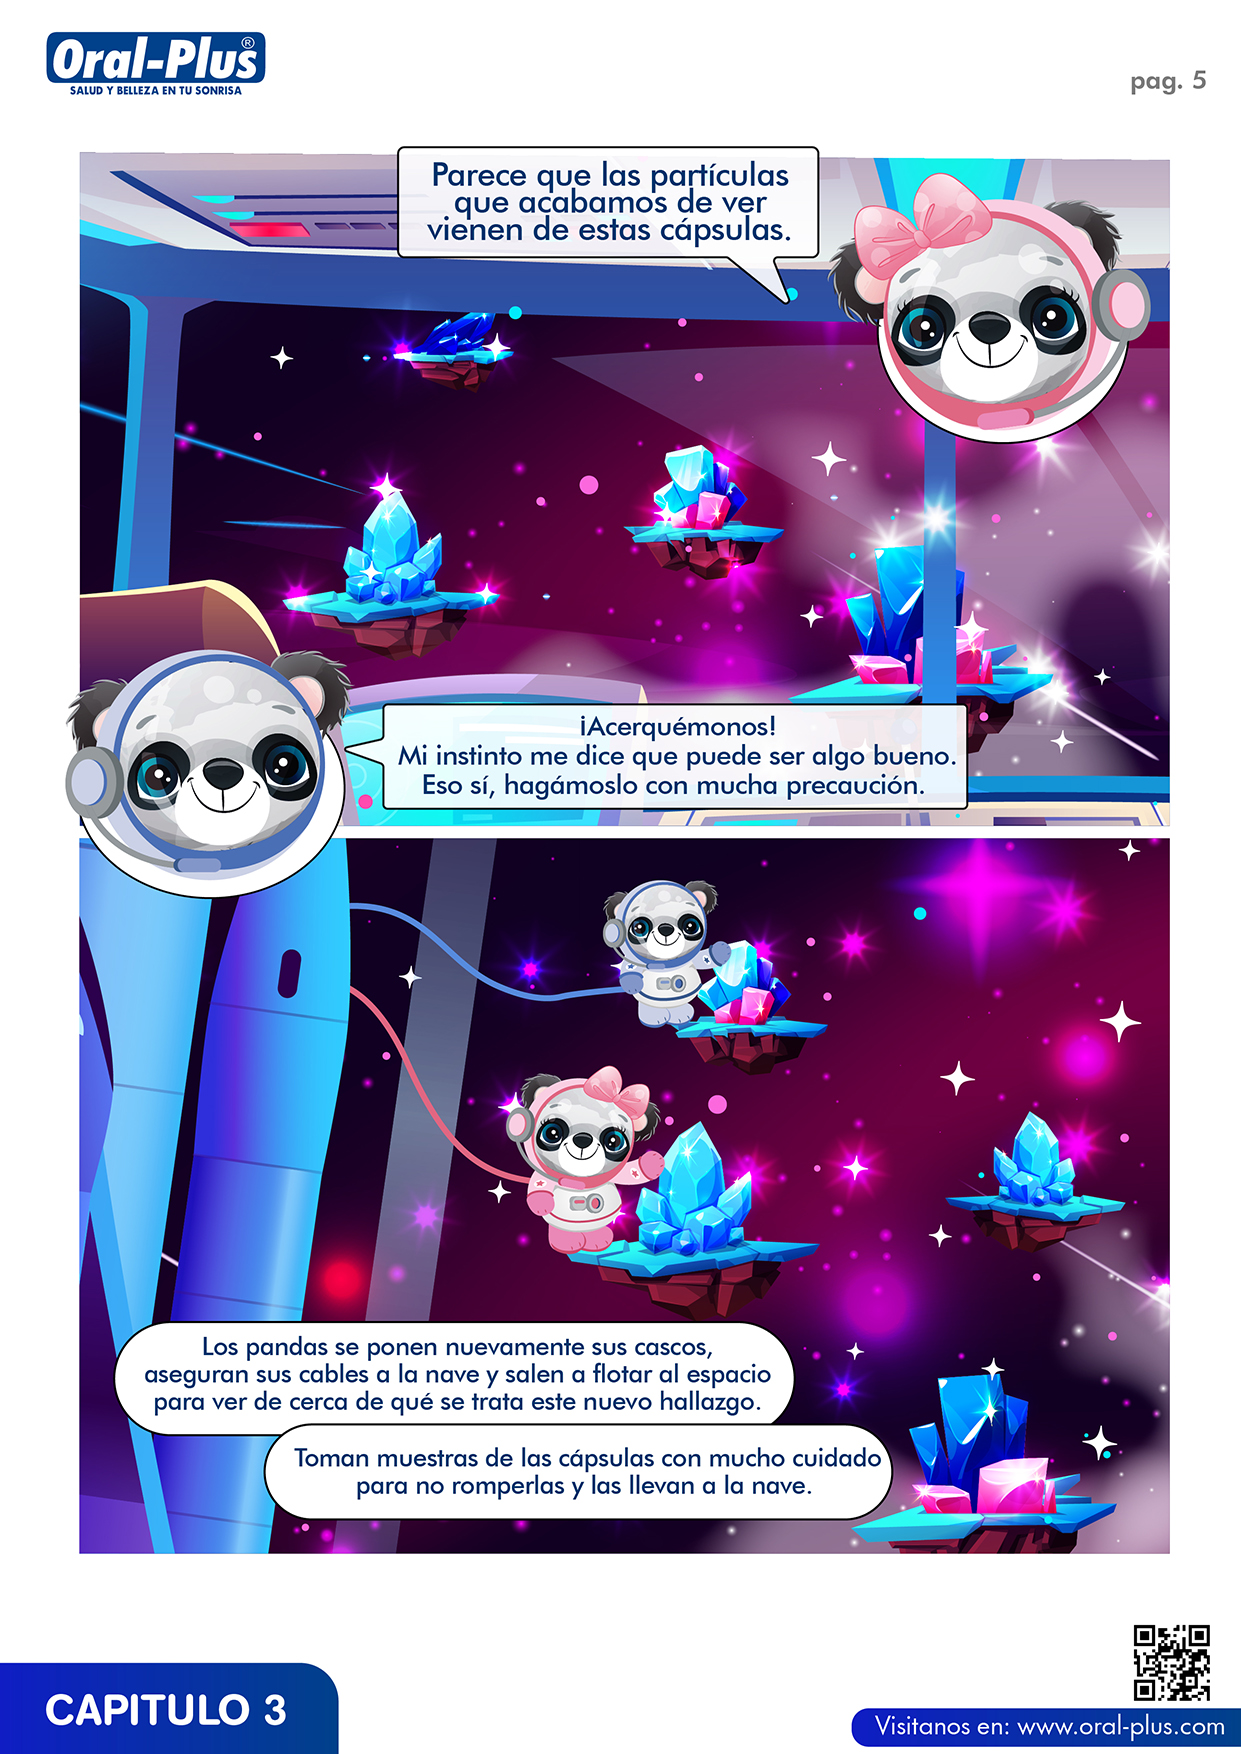 Oral-Plus®
SALUD Y BELLEZA EN TU SONRISA
pag. 5
Parece que las partículas
que acabamos de ver
vienen de estas cápsulas.
¡Acerquémonos!
Mi instinto me dice que puede ser algo bueno.
Eso sí, hagámoslo con mucha precaución.
Los pandas se ponen nuevamente sus cascos,
aseguran sus cables a la nave y salen a flotar al espacio
para ver de cerca de qué se trata este nuevo hallazgo.
Toman muestras de las cápsulas con mucho cuidado
para no romperlas y las llevan a la nave.
CAPITULO 3
Visitanos en: www.oral-plus.com